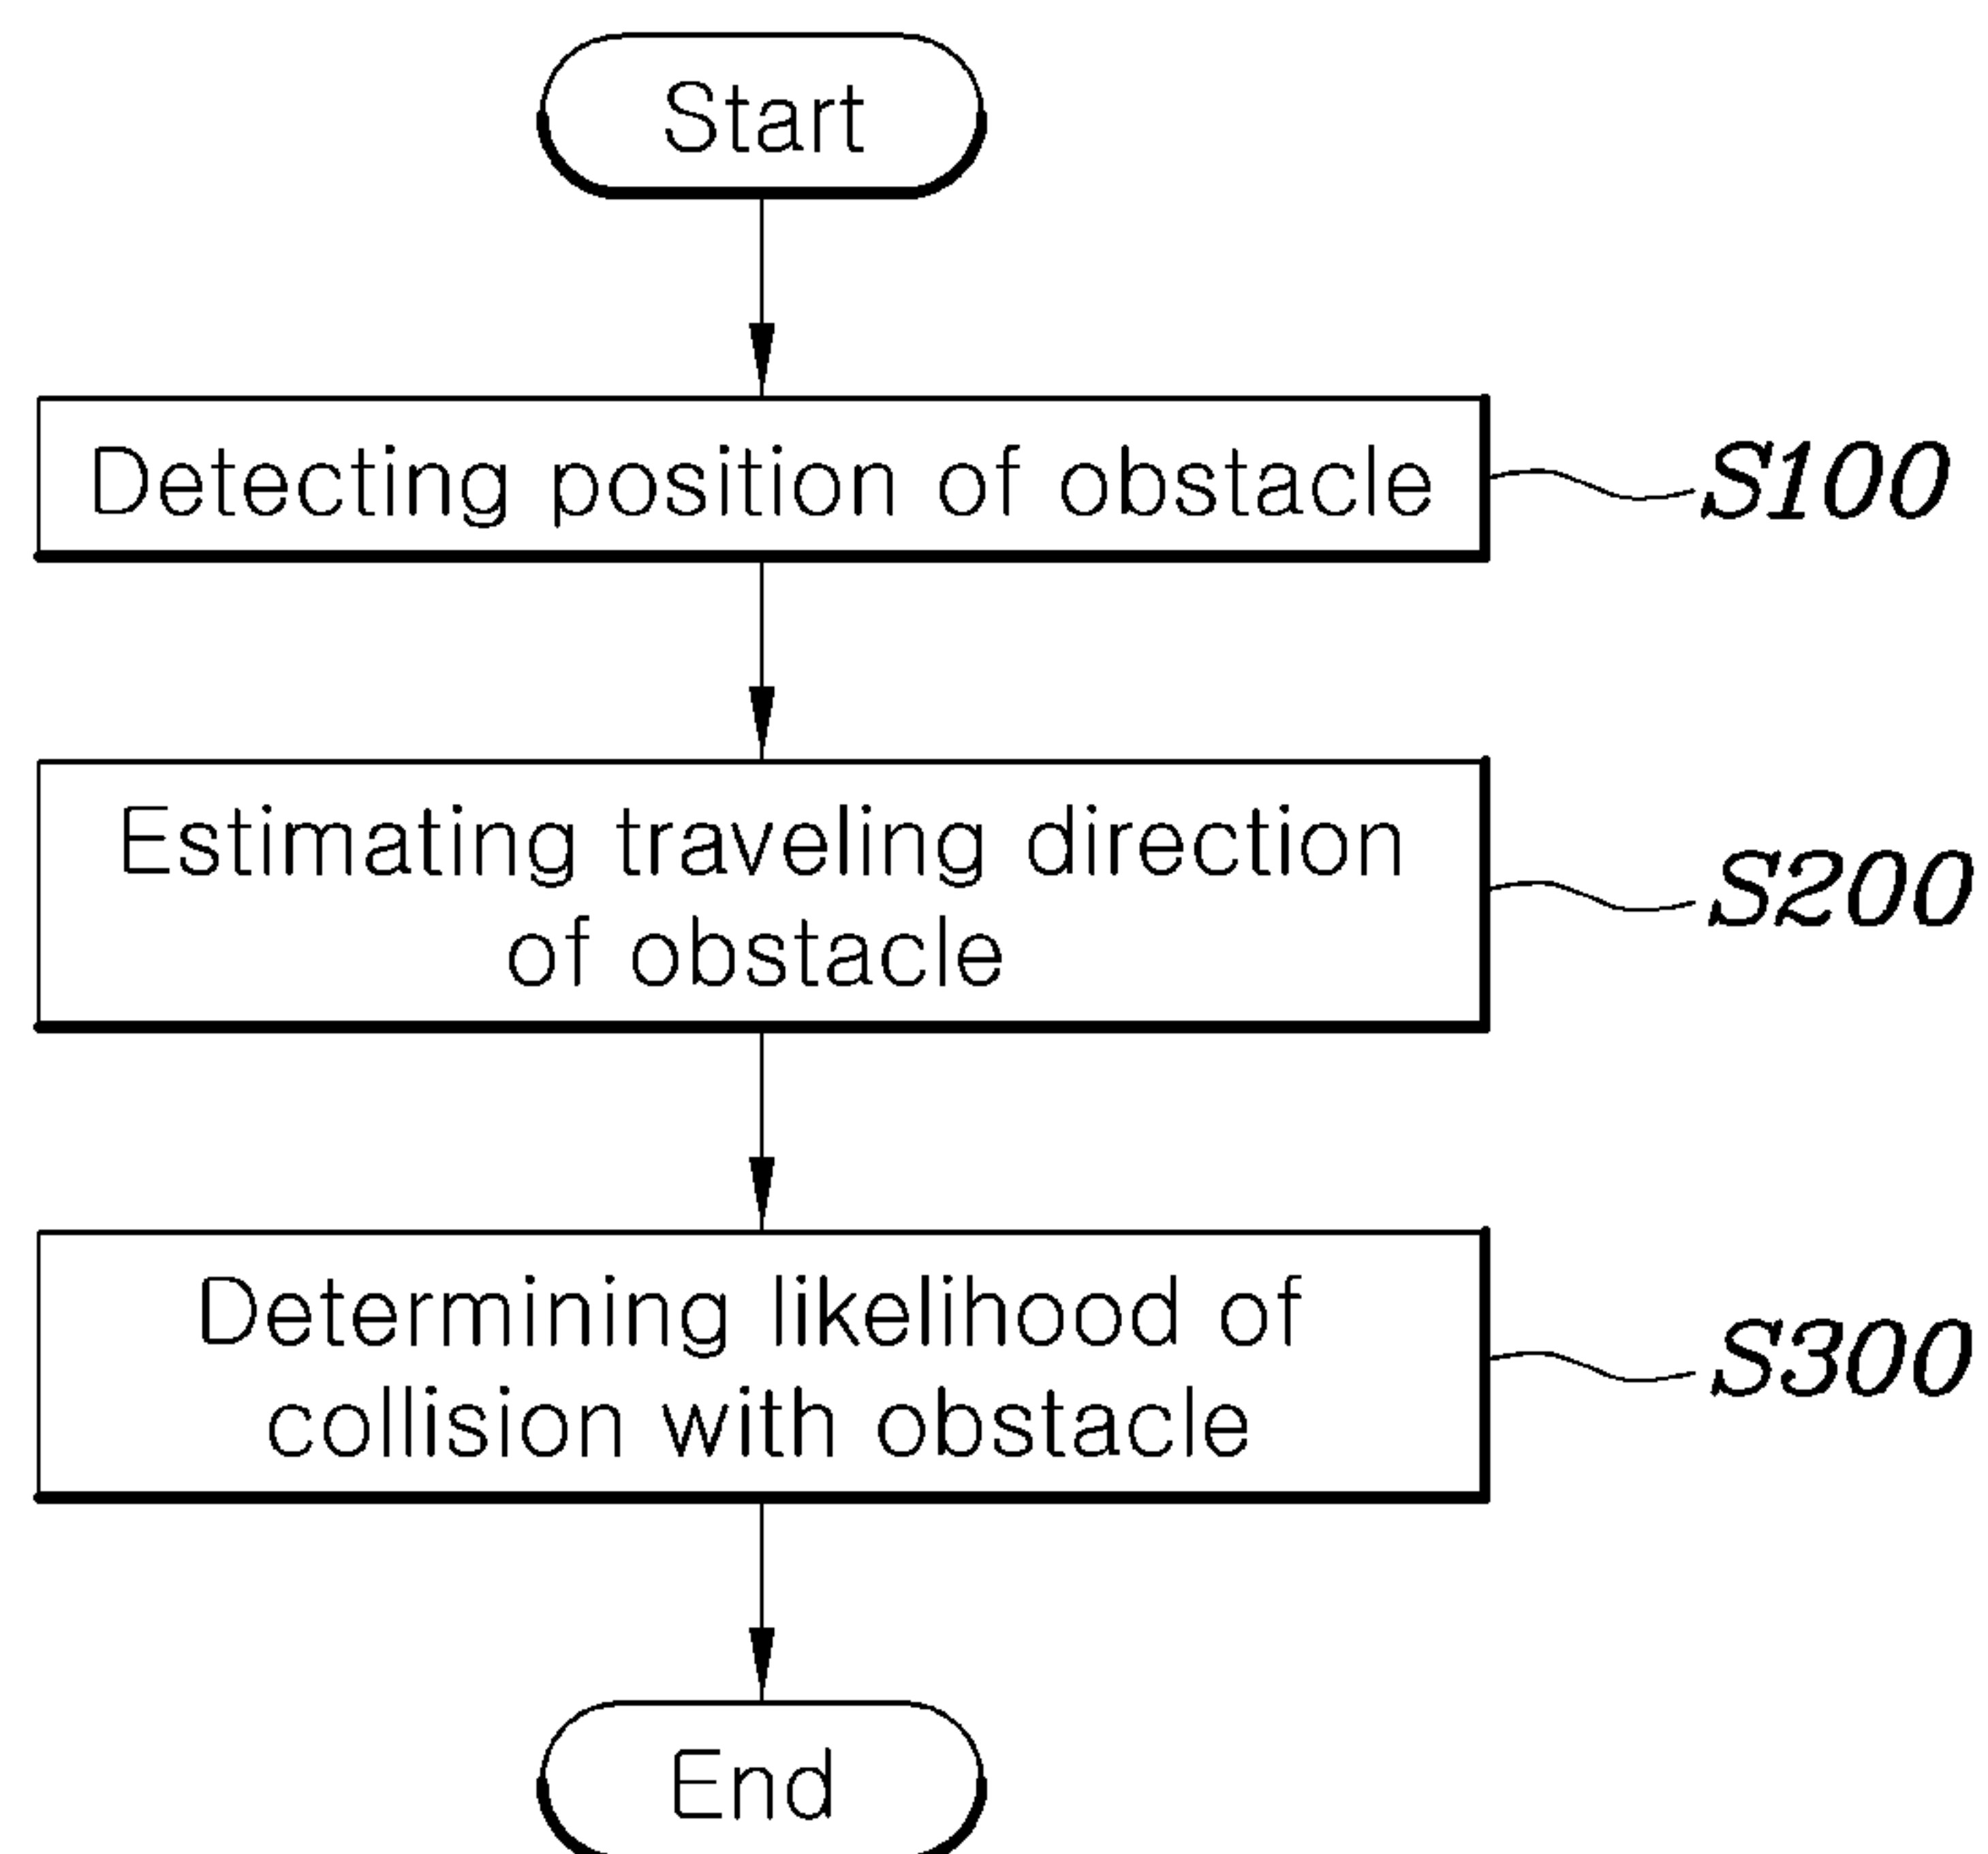 Start
Detecting position of obstacle
S100
Estimating traveling direction
of obstacle
S200
Determining likelihood of
collision with obstacle
S300
End